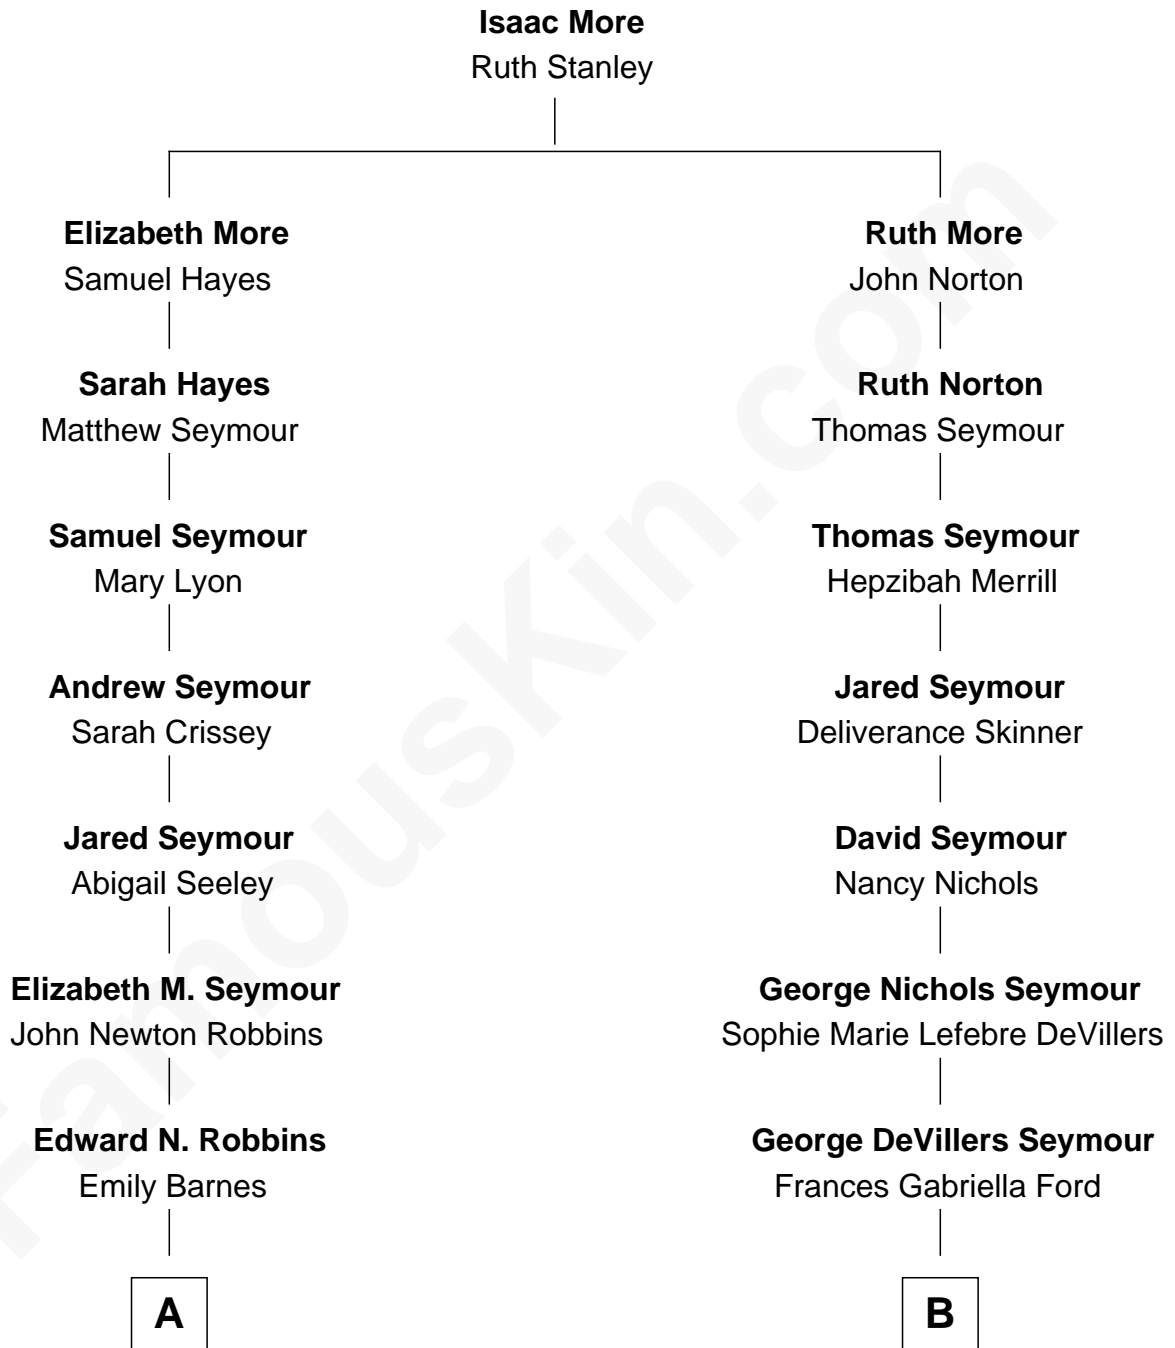 Isaac More
Ruth Stanley
Elizabeth More
Samuel Hayes
Ruth More
John Norton
Sarah Hayes
Matthew Seymour
Ruth Norton
Thomas Seymour
Samuel Seymour
Mary Lyon
Thomas Seymour
Hepzibah Merrill
Andrew Seymour
Sarah Crissey
Jared Seymour
Deliverance Skinner
Jared Seymour
Abigail Seeley
David Seymour
Nancy Nichols
Elizabeth M. Seymour
John Newton Robbins
George Nichols Seymour
Sophie Marie Lefebre DeVillers
Edward N. Robbins
Emily Barnes
George DeVillers Seymour
Frances Gabriella Ford
A
B
FamousKin.com